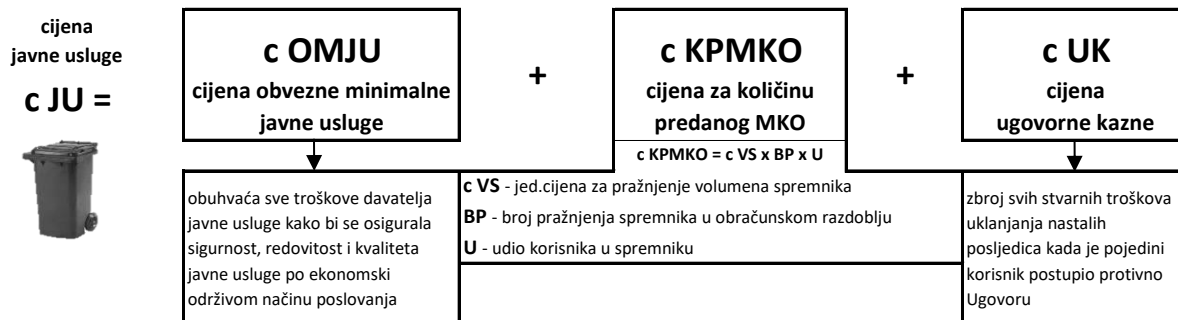 cijena
javne usluge
c JU =
c OMJU
cijena obvezne minimalne
javne usluge
+
c KPMKO
cijena za količinu
predanog MKO
c KPMKO = c VS x BP x U
+
c UK
cijena
ugovorne kazne
obuhvaća sve troškove davatelja
javne usluge kako bi se osigurala
sigurnost, redovitost i kvaliteta
javne usluge po ekonomski
održivom načinu poslovanja
c VS - jed.cijena za pražnjenje volumena spremnika
BP - broj pražnjenja spremnika u obračunskom razdoblju
U - udio korisnika u spremniku
zbroj svih stvarnih troškova
uklanjanja nastalih
posljedica kada je pojedini
korisnik postupio protivno
Ugovoru